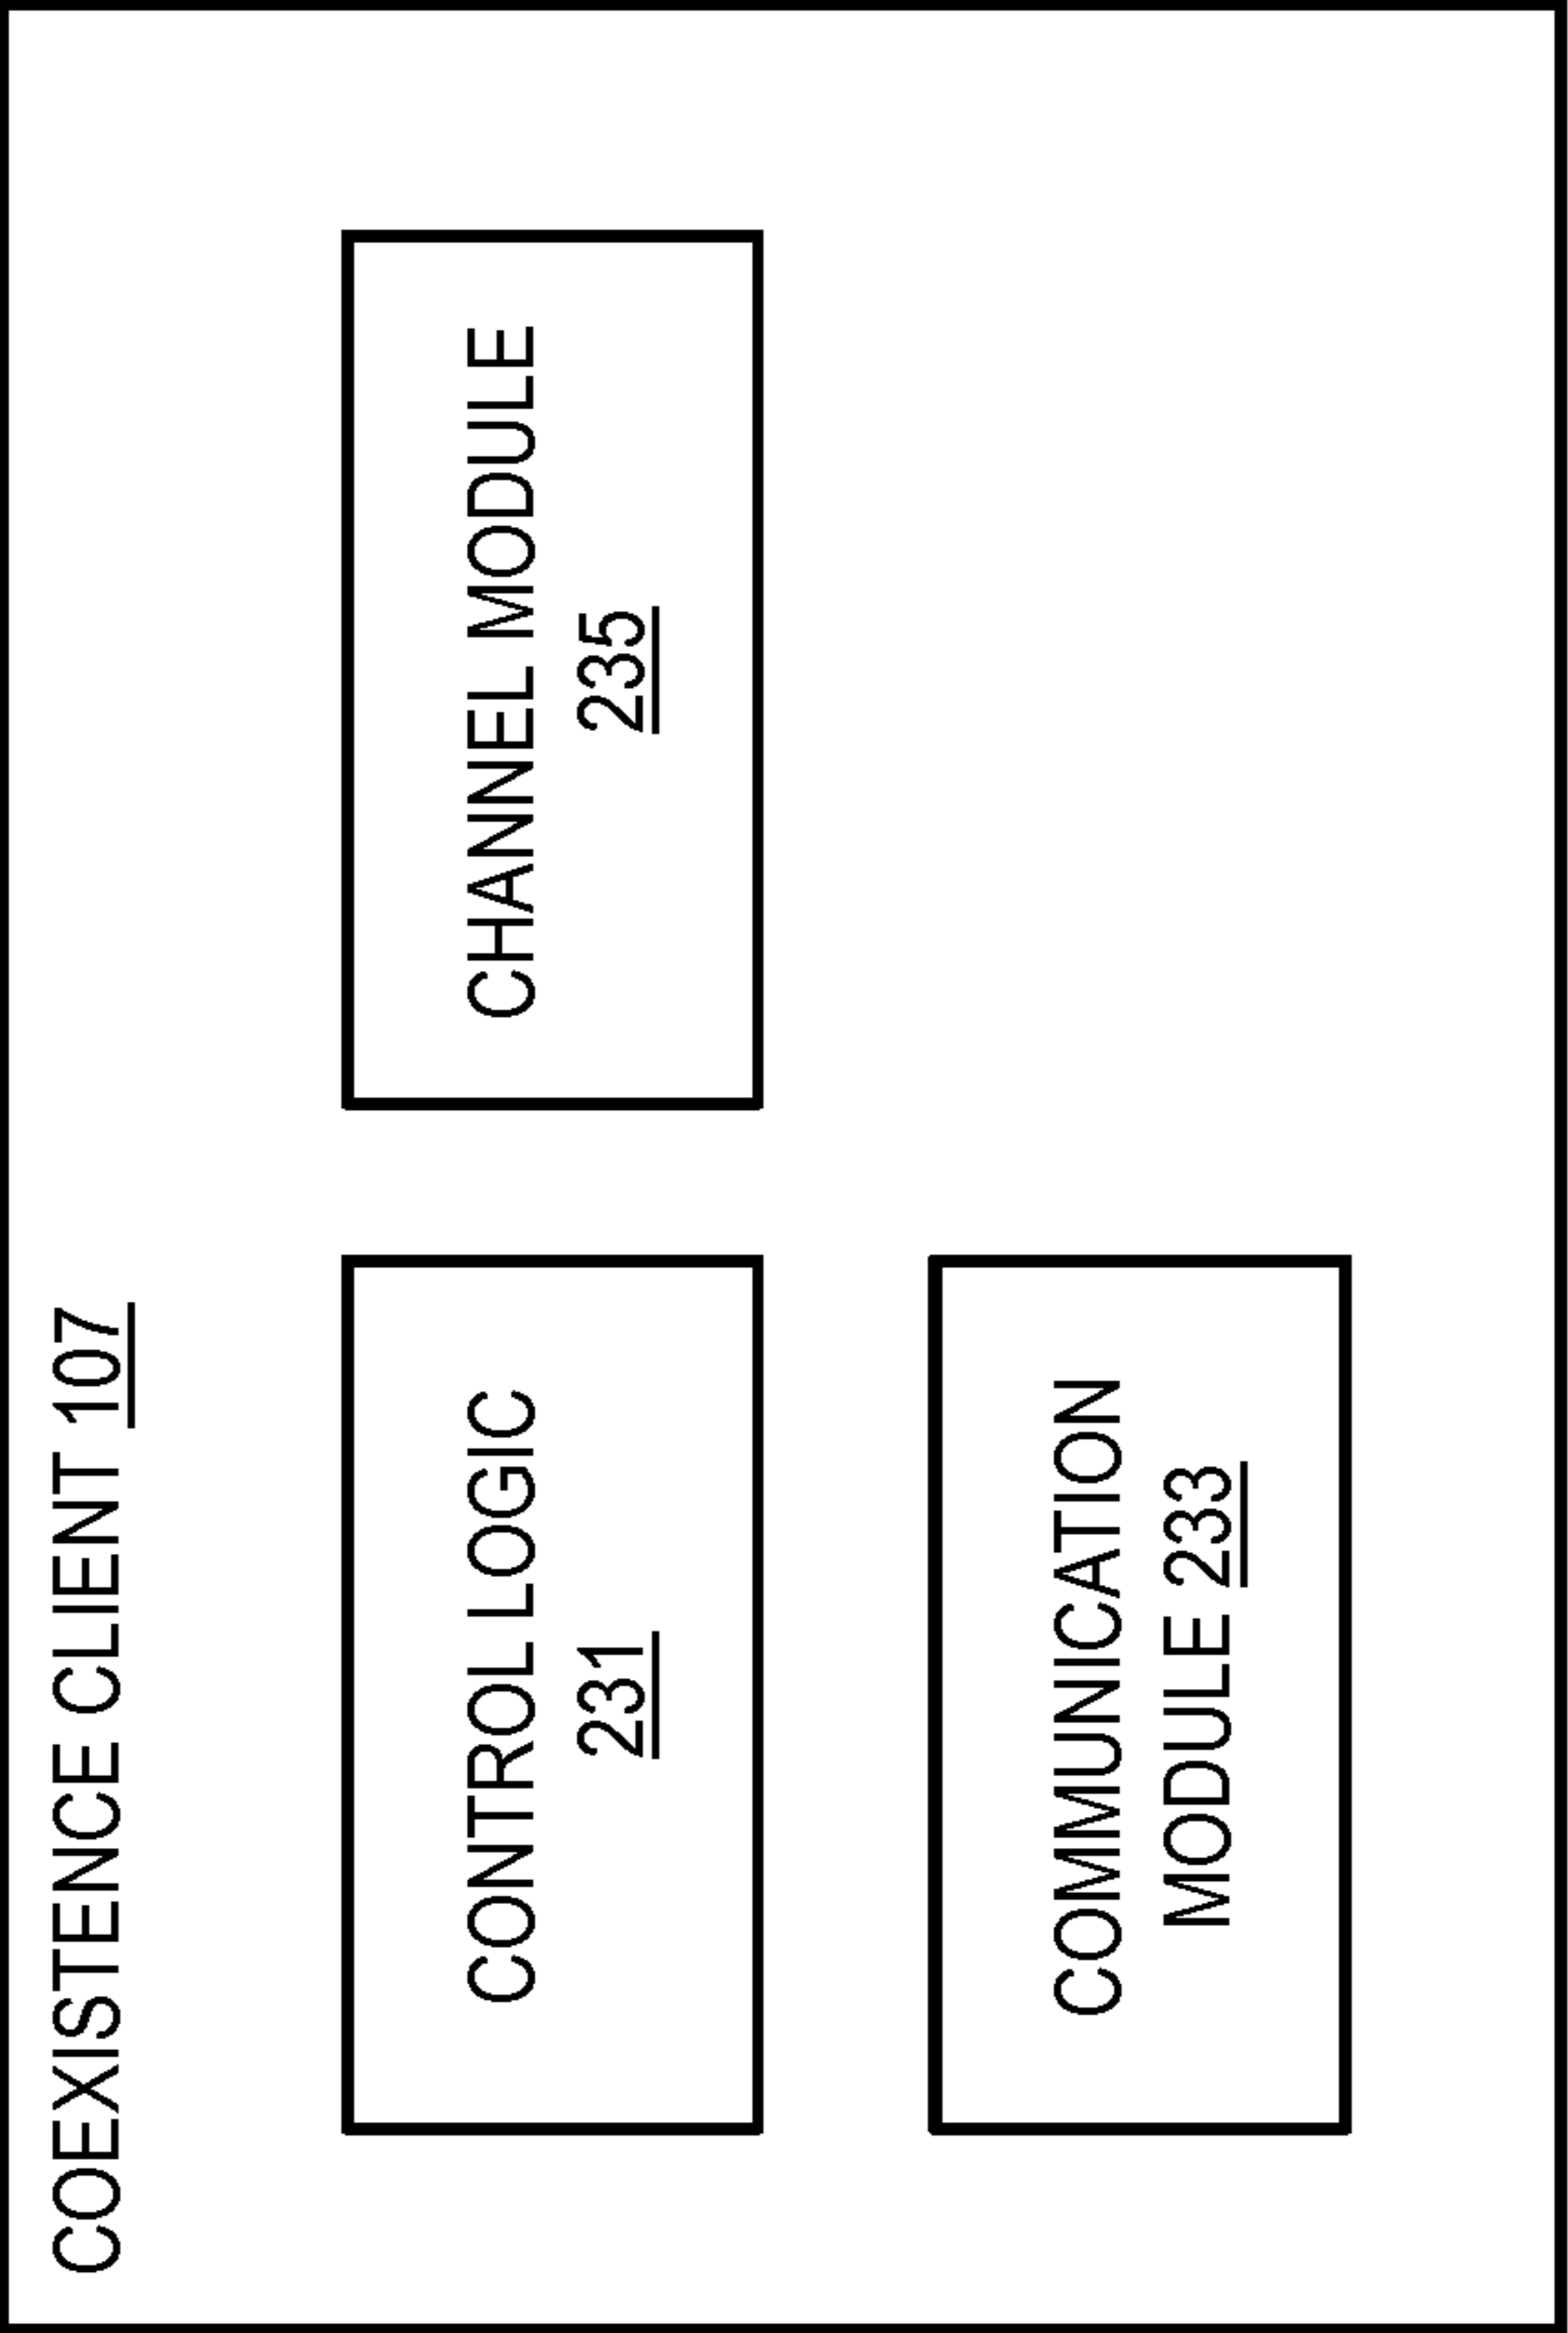 COEXISTENCE CLIENT 107
CONTROL LOGIC
231
CHANNEL MODULE
235
COMMUNICATION
MODULE 233